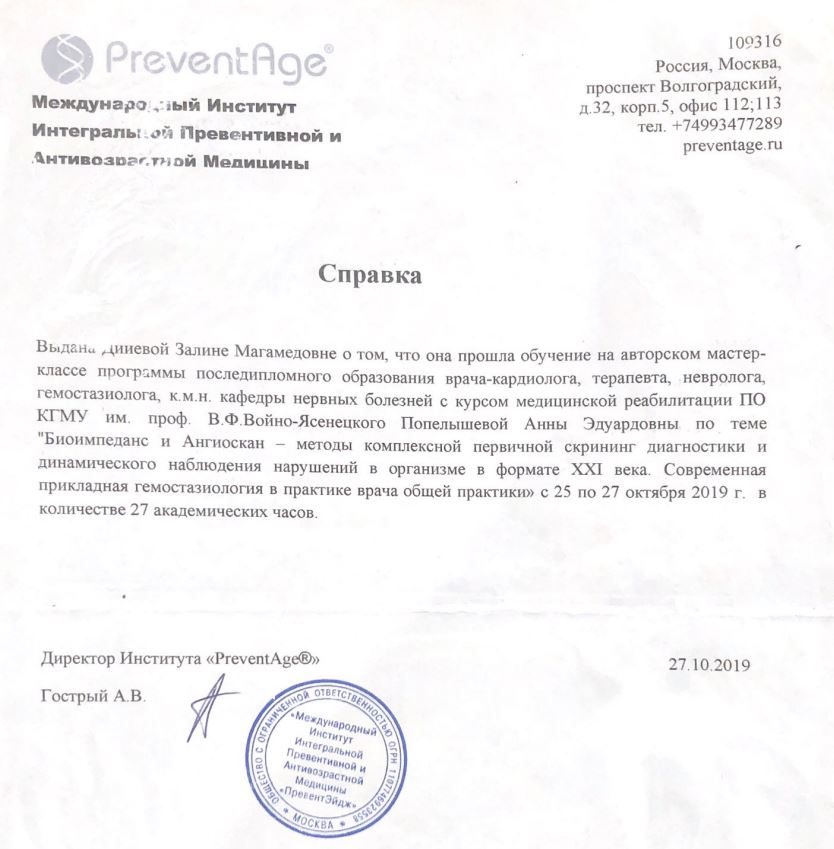 PreventAge®
Международный Институт
Интегральной Превентивной и
Антивозрастной Медицины
109316
Россия, Москва,
проспект Волгоградский,
д.32, корп.5, офис 112;113
тел. +74993477289
preventage.ru
Справка
Выдана Залине Магамедовне о том, что она прошла обучение на авторском мастер-
классе программы последипломного образования врача-кардиолога, терапевта, невролога,
гемостазиолога, к.м.н. кафедры нервных болезней с курсом медицинской реабилитации ПО
КГМУ им. проф. В.Ф.Войно-Ясенецкого Попелышевой Анны Эдуардовны по теме
"Биоимпеданс и Ангиоскан – методы комплексной первичной скрининг диагностики и
динамического наблюдения нарушений в организме в формате XXI века. Современная
прикладная гемостазиология в практике врача общей практики» с 25 по 27 октября 2019 г. в
количестве 27 академических часов.
Директор Института «PreventAge®»
27.10.2019
Гострый А.В.
ОБЩЕСТВО С ОГРАНИЧЕННОЙ ОТВЕТСТВЕННОСТЬЮ ОГРН
* МОСКВА *
«Международный
Институт
Интегральной
Превентивной и
Антивозрастной
Медицины
«ПревентЭйдж»